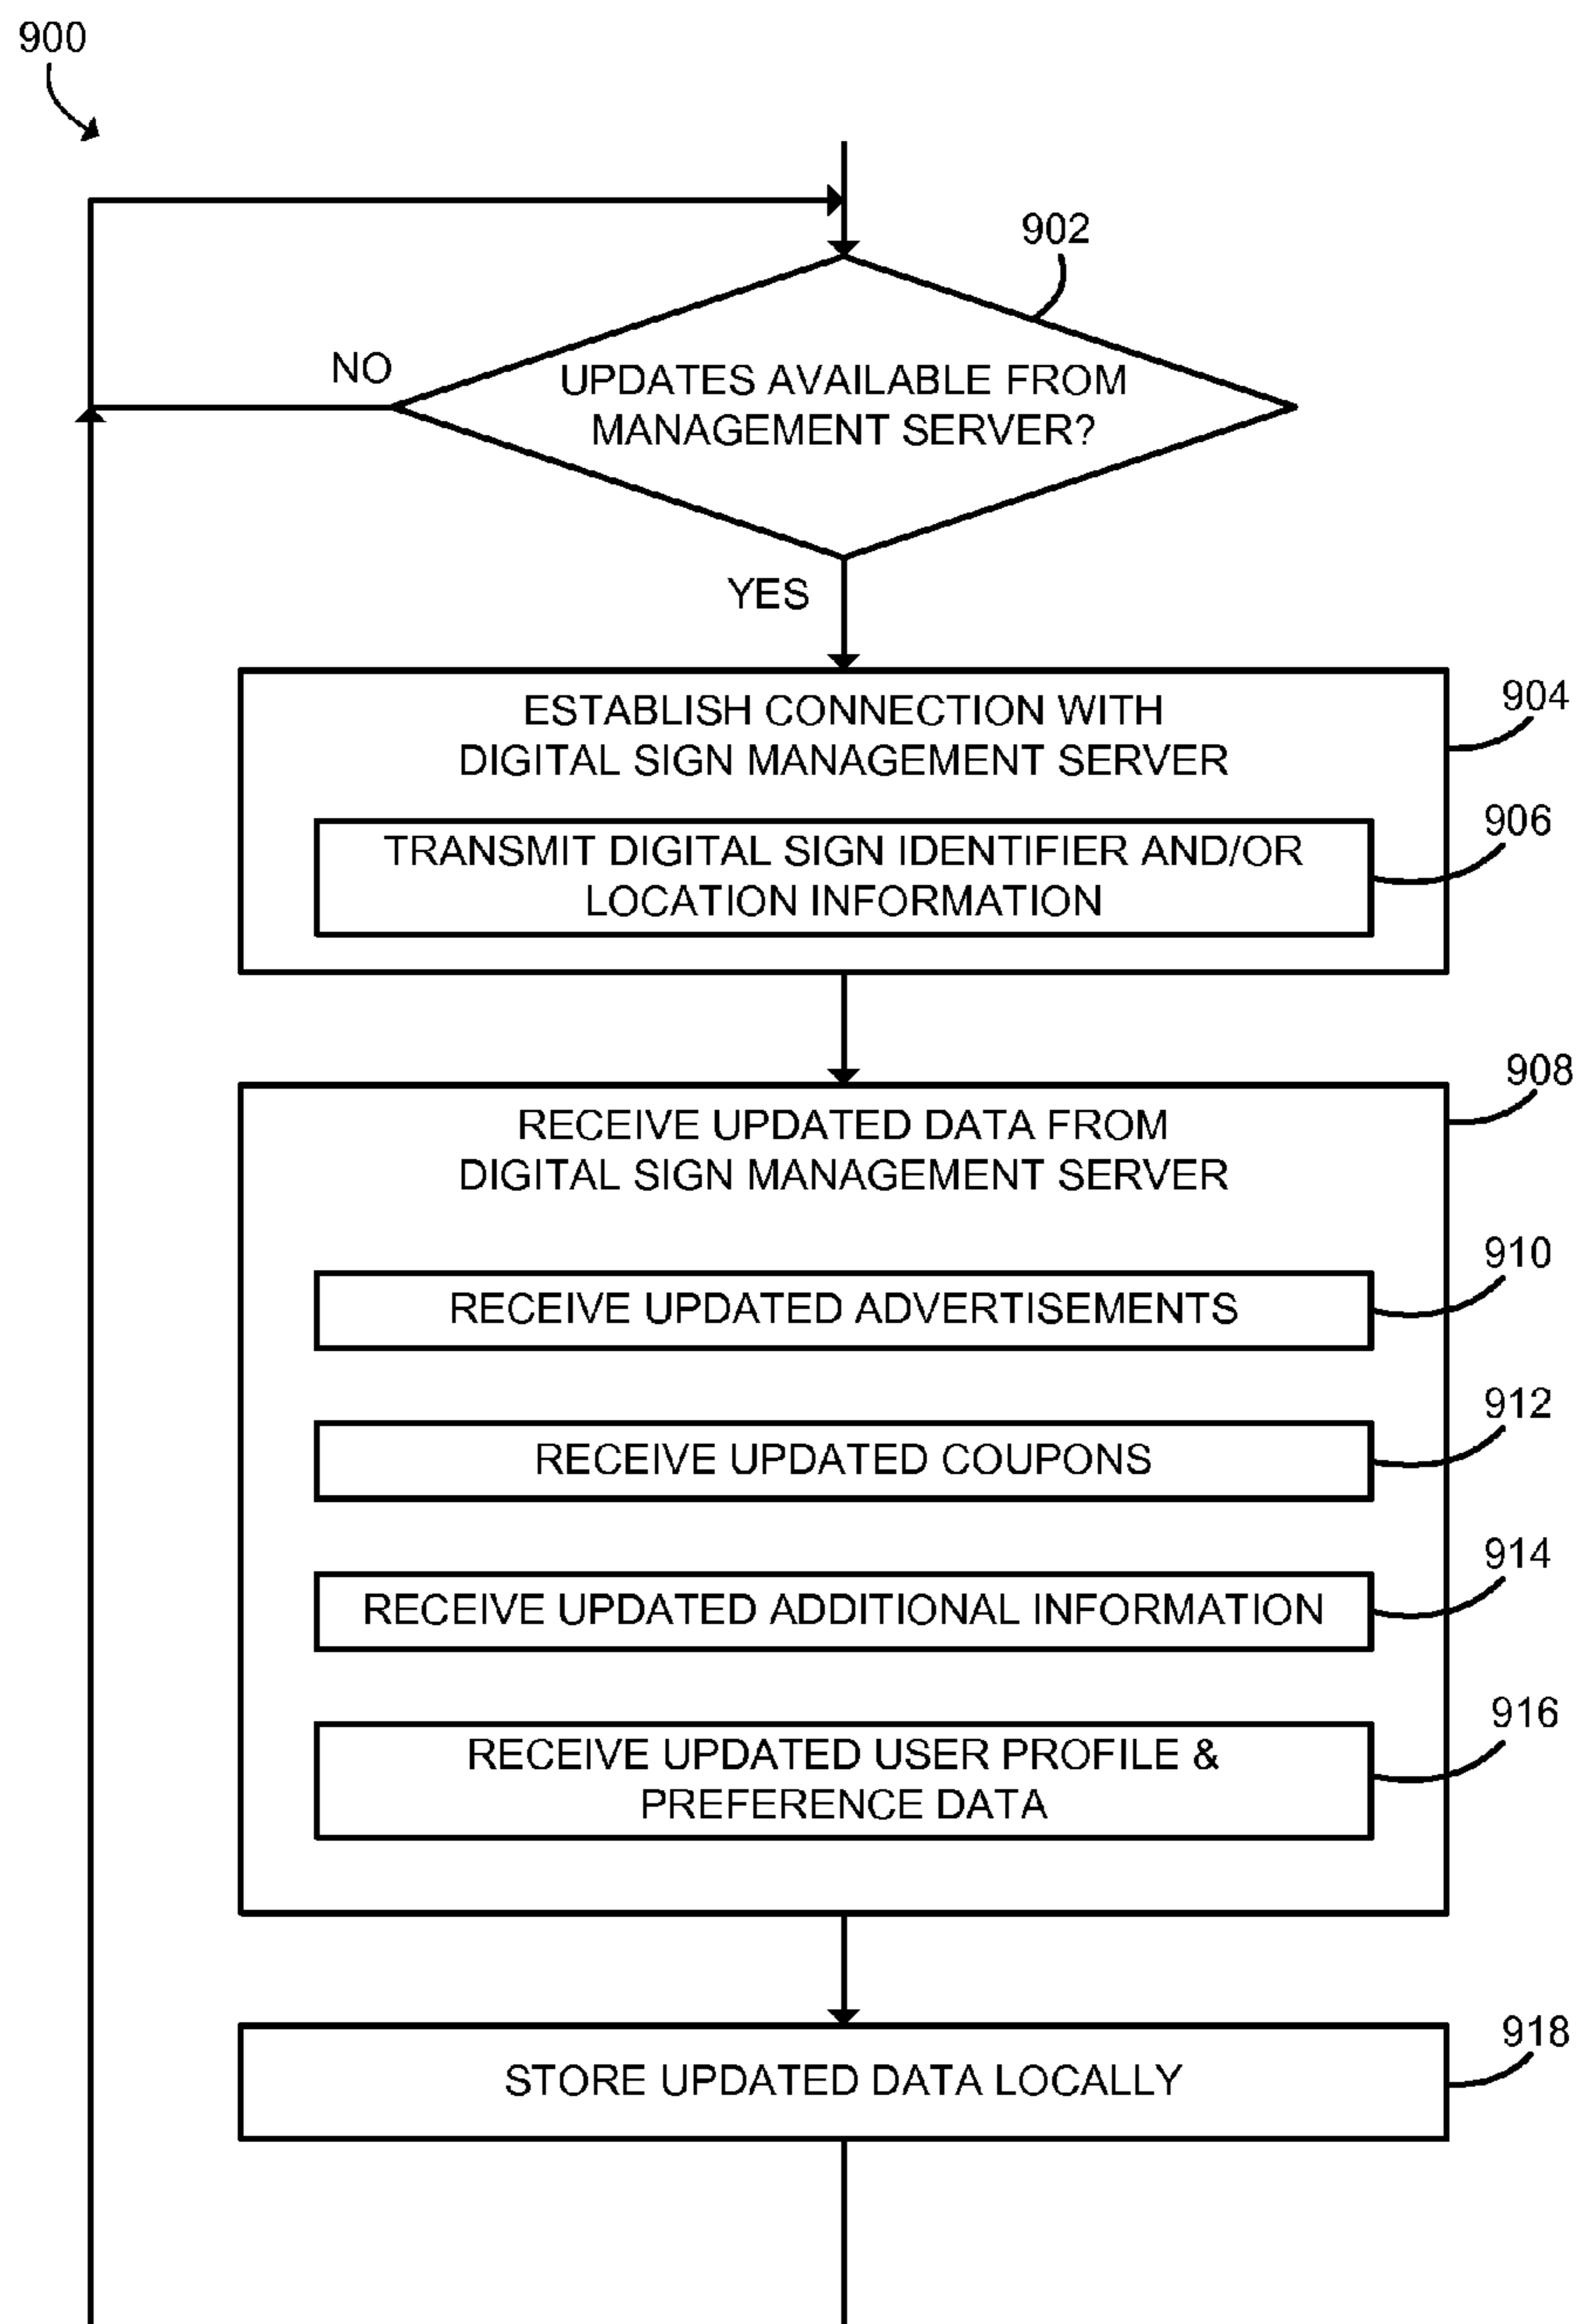 900
902
NO
UPDATES AVAILABLE FROM
MANAGEMENT SERVER?
YES
904
ESTABLISH CONNECTION WITH
DIGITAL SIGN MANAGEMENT SERVER
906
TRANSMIT DIGITAL SIGN IDENTIFIER AND/OR
LOCATION INFORMATION
908
RECEIVE UPDATED DATA FROM
DIGITAL SIGN MANAGEMENT SERVER
910
RECEIVE UPDATED ADVERTISEMENTS
912
RECEIVE UPDATED COUPONS
914
RECEIVE UPDATED ADDITIONAL INFORMATION
916
RECEIVE UPDATED USER PROFILE &
PREFERENCE DATA
918
STORE UPDATED DATA LOCALLY